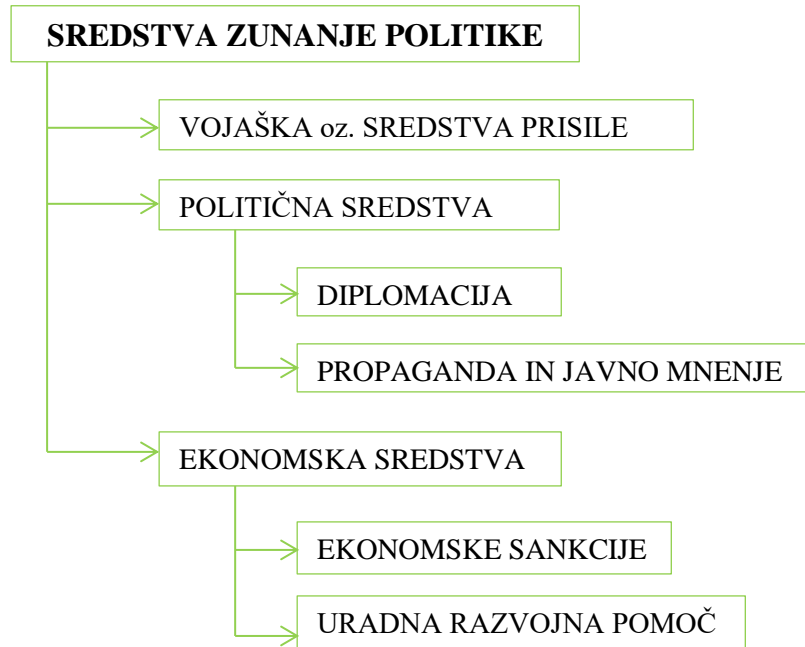 SREDSTVA ZUNANJE POLITIKE
VOJAŠKA oz. SREDSTVA PRISILE
POLITIČNA SREDSTVA
DIPLOMACIJA
PROPAGANDA IN JAVNO MNENJE
EKONOMSKA SREDSTVA
EKONOMSKE SANKCIJE
URADNA RAZVOJNA POMOČ